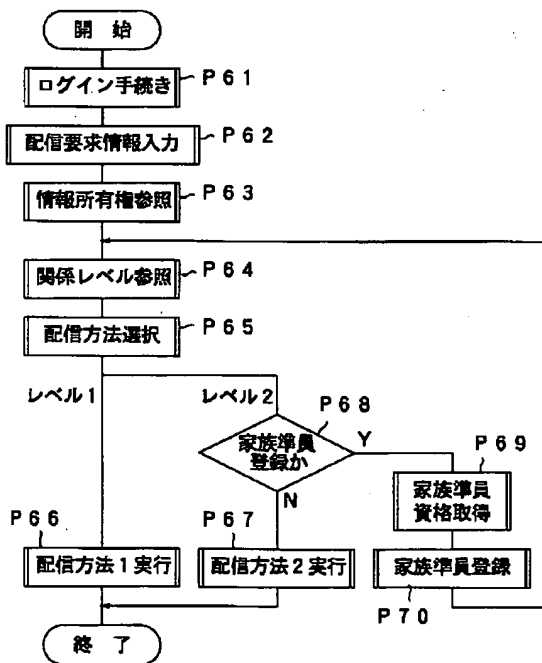 開 始
ログイン手続き P61
配信要求情報入力 P62
情報所有権参照 P63
関係レベル参照 P64
配信方法選択 P65
レベル1
レベル2
P68
家族準員
登録か
Y
N
P69
家族準員
資格取得
P66
配信方法1実行
P67
配信方法2実行
家族準員登録
P70
終 了